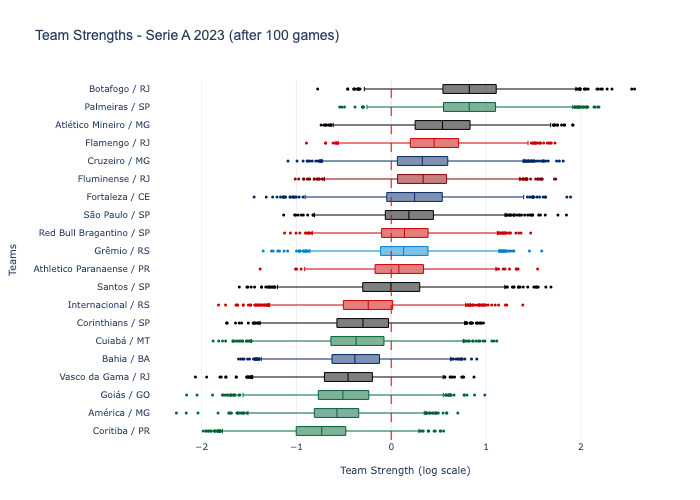 Team Strengths - Serie A 2023 (after 100 games)
Botafogo / RJ
Palmeiras / SP
Atlético Mineiro / MG
Flamengo / RJ
Cruzeiro / MG
Fluminense / RJ
Fortaleza / CE
São Paulo / SP
Red Bull Bragantino / SP
Grêmio / RS
Athletico Paranaense / PR
Santos / SP
Internacional / RS
Corinthians / SP
Cuiabá / MT
Bahia / BA
Vasco da Gama / RJ
Goiás / GO
América / MG
Coritiba / PR
Teams
−2 −1 0 1 2
Team Strength (log scale)